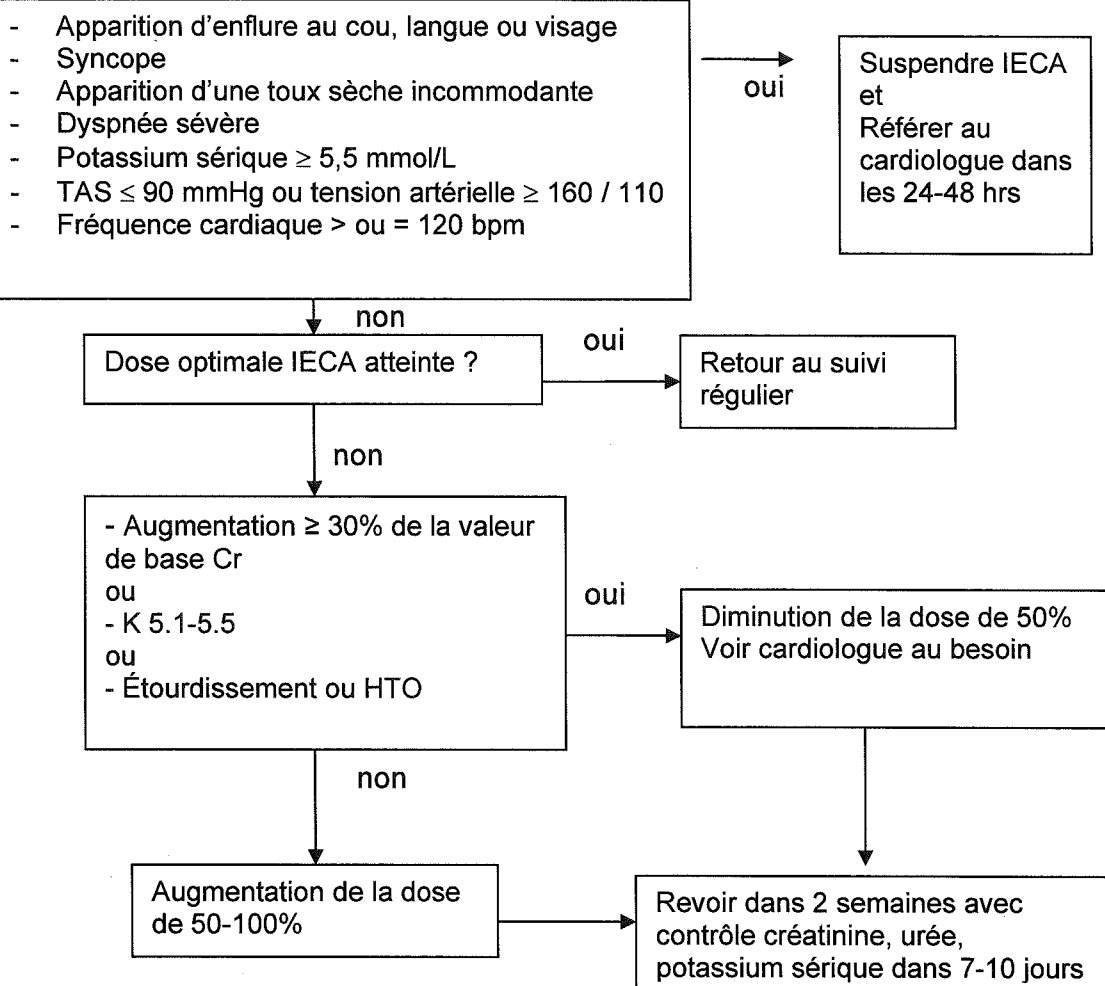 - Apparition d'enflure au cou, langue ou visage
- Syncope
- Apparition d'une toux sèche incommodante
- Dyspnée sévère
- Potassium sérique ≥ 5,5 mmol/L
- TAS ≤ 90 mmHg ou tension artérielle ≥ 160 / 110
- Fréquence cardiaque > ou = 120 bpm
oui
Suspendre IECA
et
Référer au
cardiologue dans
les 24-48 hrs
non
Dose optimale IECA atteinte ?
oui
Retour au suivi
régulier
non
- Augmentation ≥ 30% de la valeur
de base Cr
ou
- K 5.1-5.5
ou
- Étourdissement ou HTO
oui
Diminution de la dose de 50%
Voir cardiologue au besoin
non
Augmentation de la dose
de 50-100%
Revoir dans 2 semaines avec
contrôle créatinine, urée,
potassium sérique dans 7-10 jours